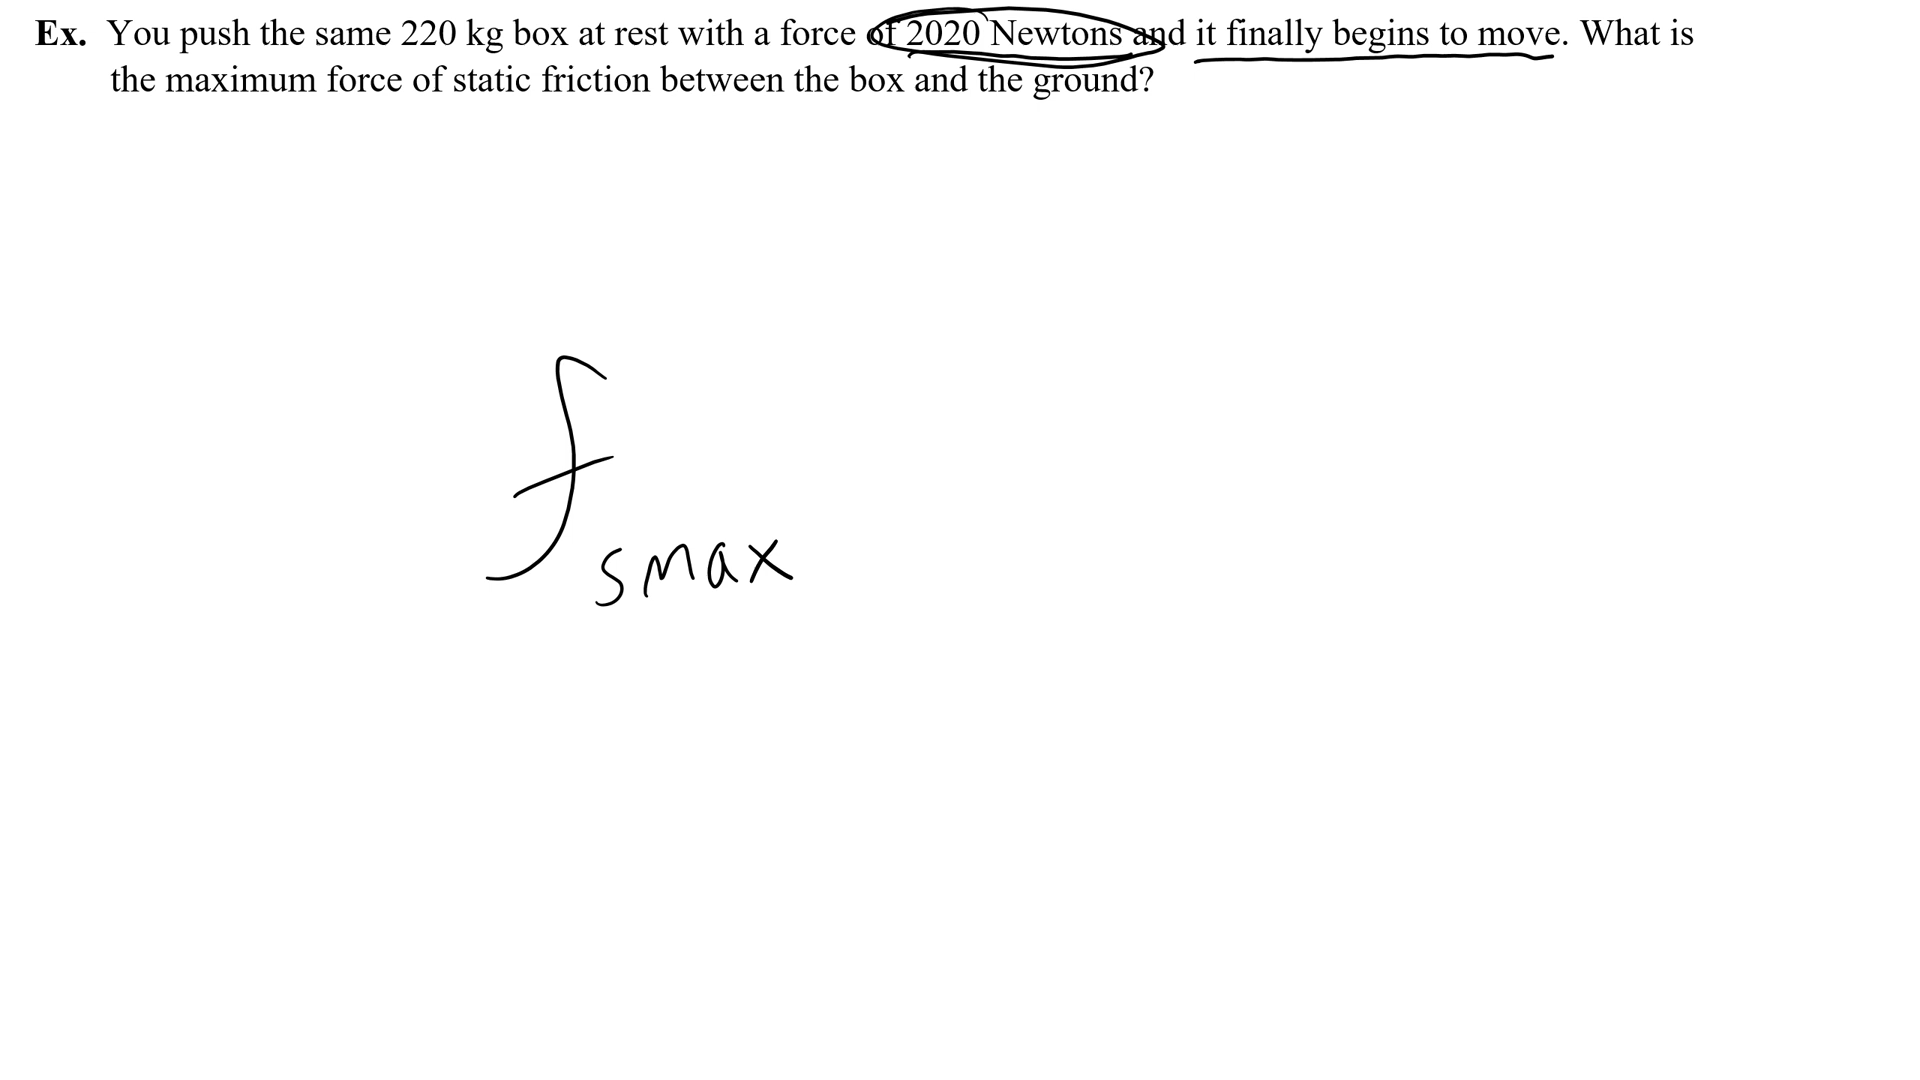 Ex. You push the same 220 kg box at rest with a force of 2020 Newtons and it finally begins to move. What is
the maximum force of static friction between the box and the ground?
f
smax